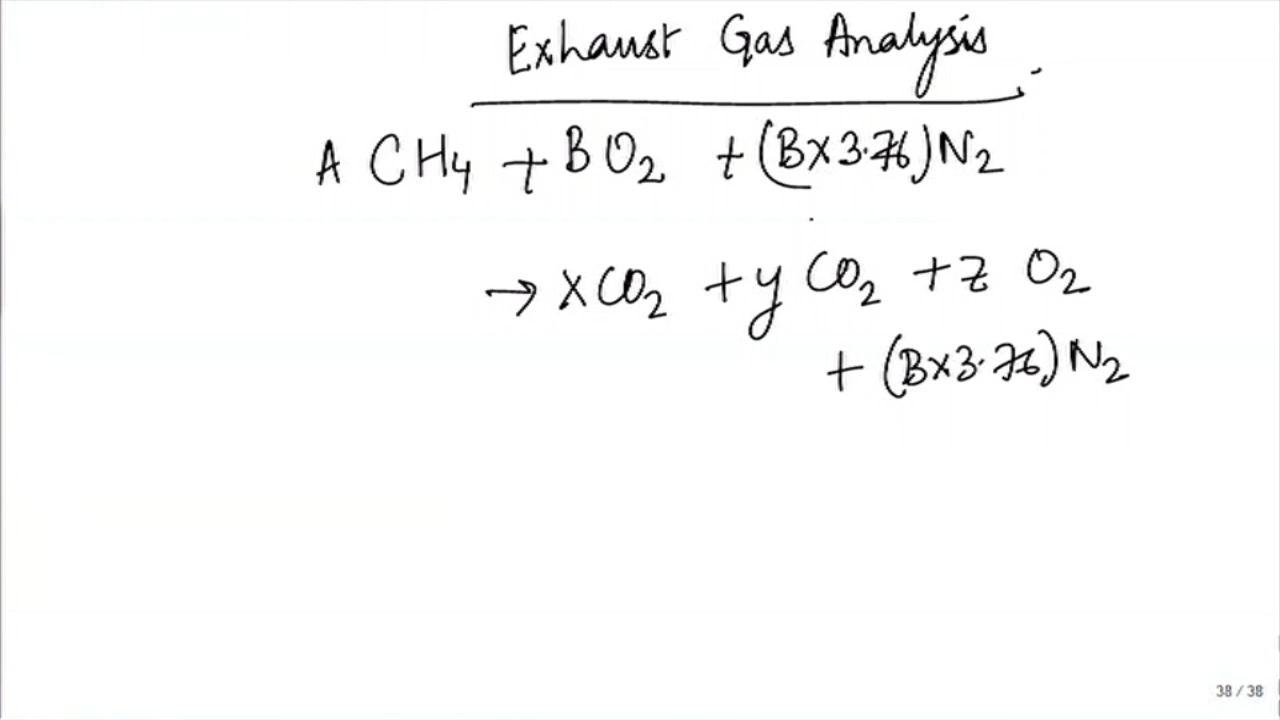 Exhaust Gas Analysis
A CH4 + B O2 + (B×3.76) N2
→ x CO2 + y CO2 + z O2
+ (B×3.76) N2
38 / 38